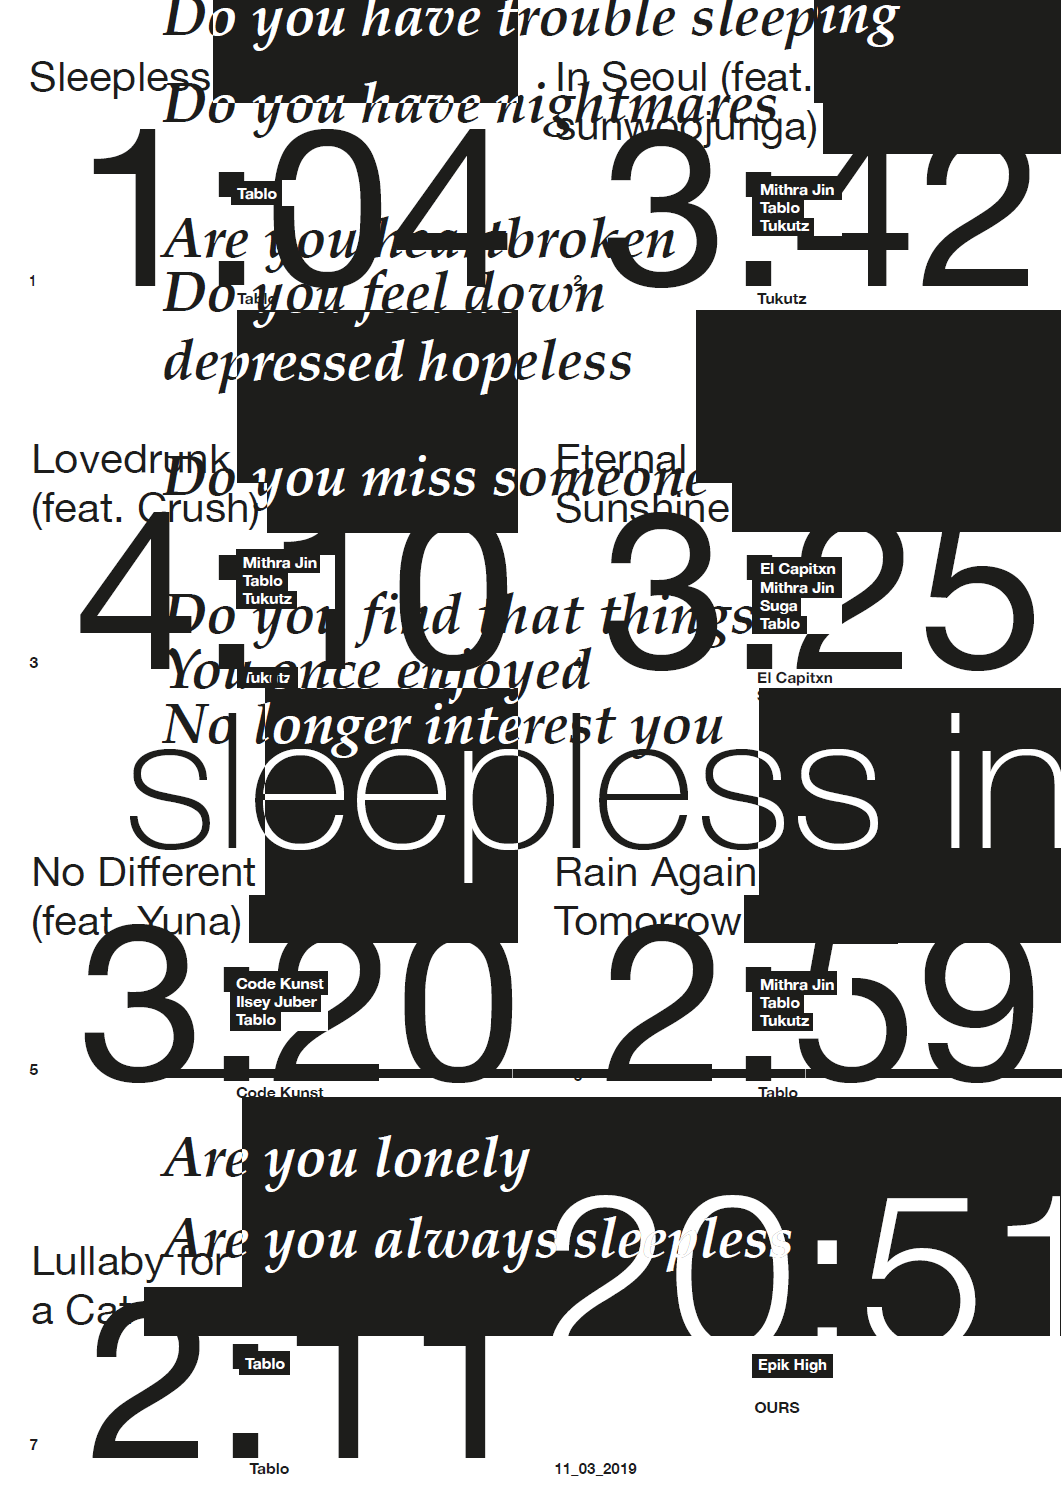 Do you have trouble sleeping
Sleepless
In Seoul (feat.
sunwoojunga)
Do you have nightmares
1:04
3:42
Tablo
Mithra Jin
Tablo
Tukutz
Are you heartbroken
1
2
Do you feel down
Tablo
Tukutz
depressed hopeless
Lovedrunk
(feat. Crush)
Eternal
Sunshine
Do you miss someone
4:10
3:25
Mithra Jin
Tablo
Tukutz
El Capitxn
Mithra Jin
Suga
Tablo
Do you find that things
You once enjoyed
3
4
Tukutz
El Capitxn
No longer interest you
sleepless in
No Different
(feat. Yuna)
Rain Again
Tomorrow
3:20
2:59
Code Kunst
Ilsey Juber
Tablo
Mithra Jin
Tablo
Tukutz
5
Code Kunst
Tablo
Are you lonely
Are you always sleepless
20:51
Lullaby for
a Cat
2:11
Tablo
Epik High
OURS
7
Tablo
11_03_2019